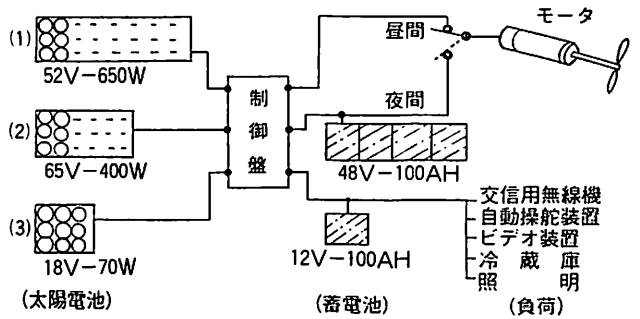 (1)
52V−650W
(2)
65V−400W
(3)
18V−70W
(太陽電池)
制御盤
昼間
夜間
モータ
48V−100AH
12V−100AH
(蓄電池)
交信用無線機
自動操舵装置
ビデオ装置
冷蔵庫
照明
(負荷)